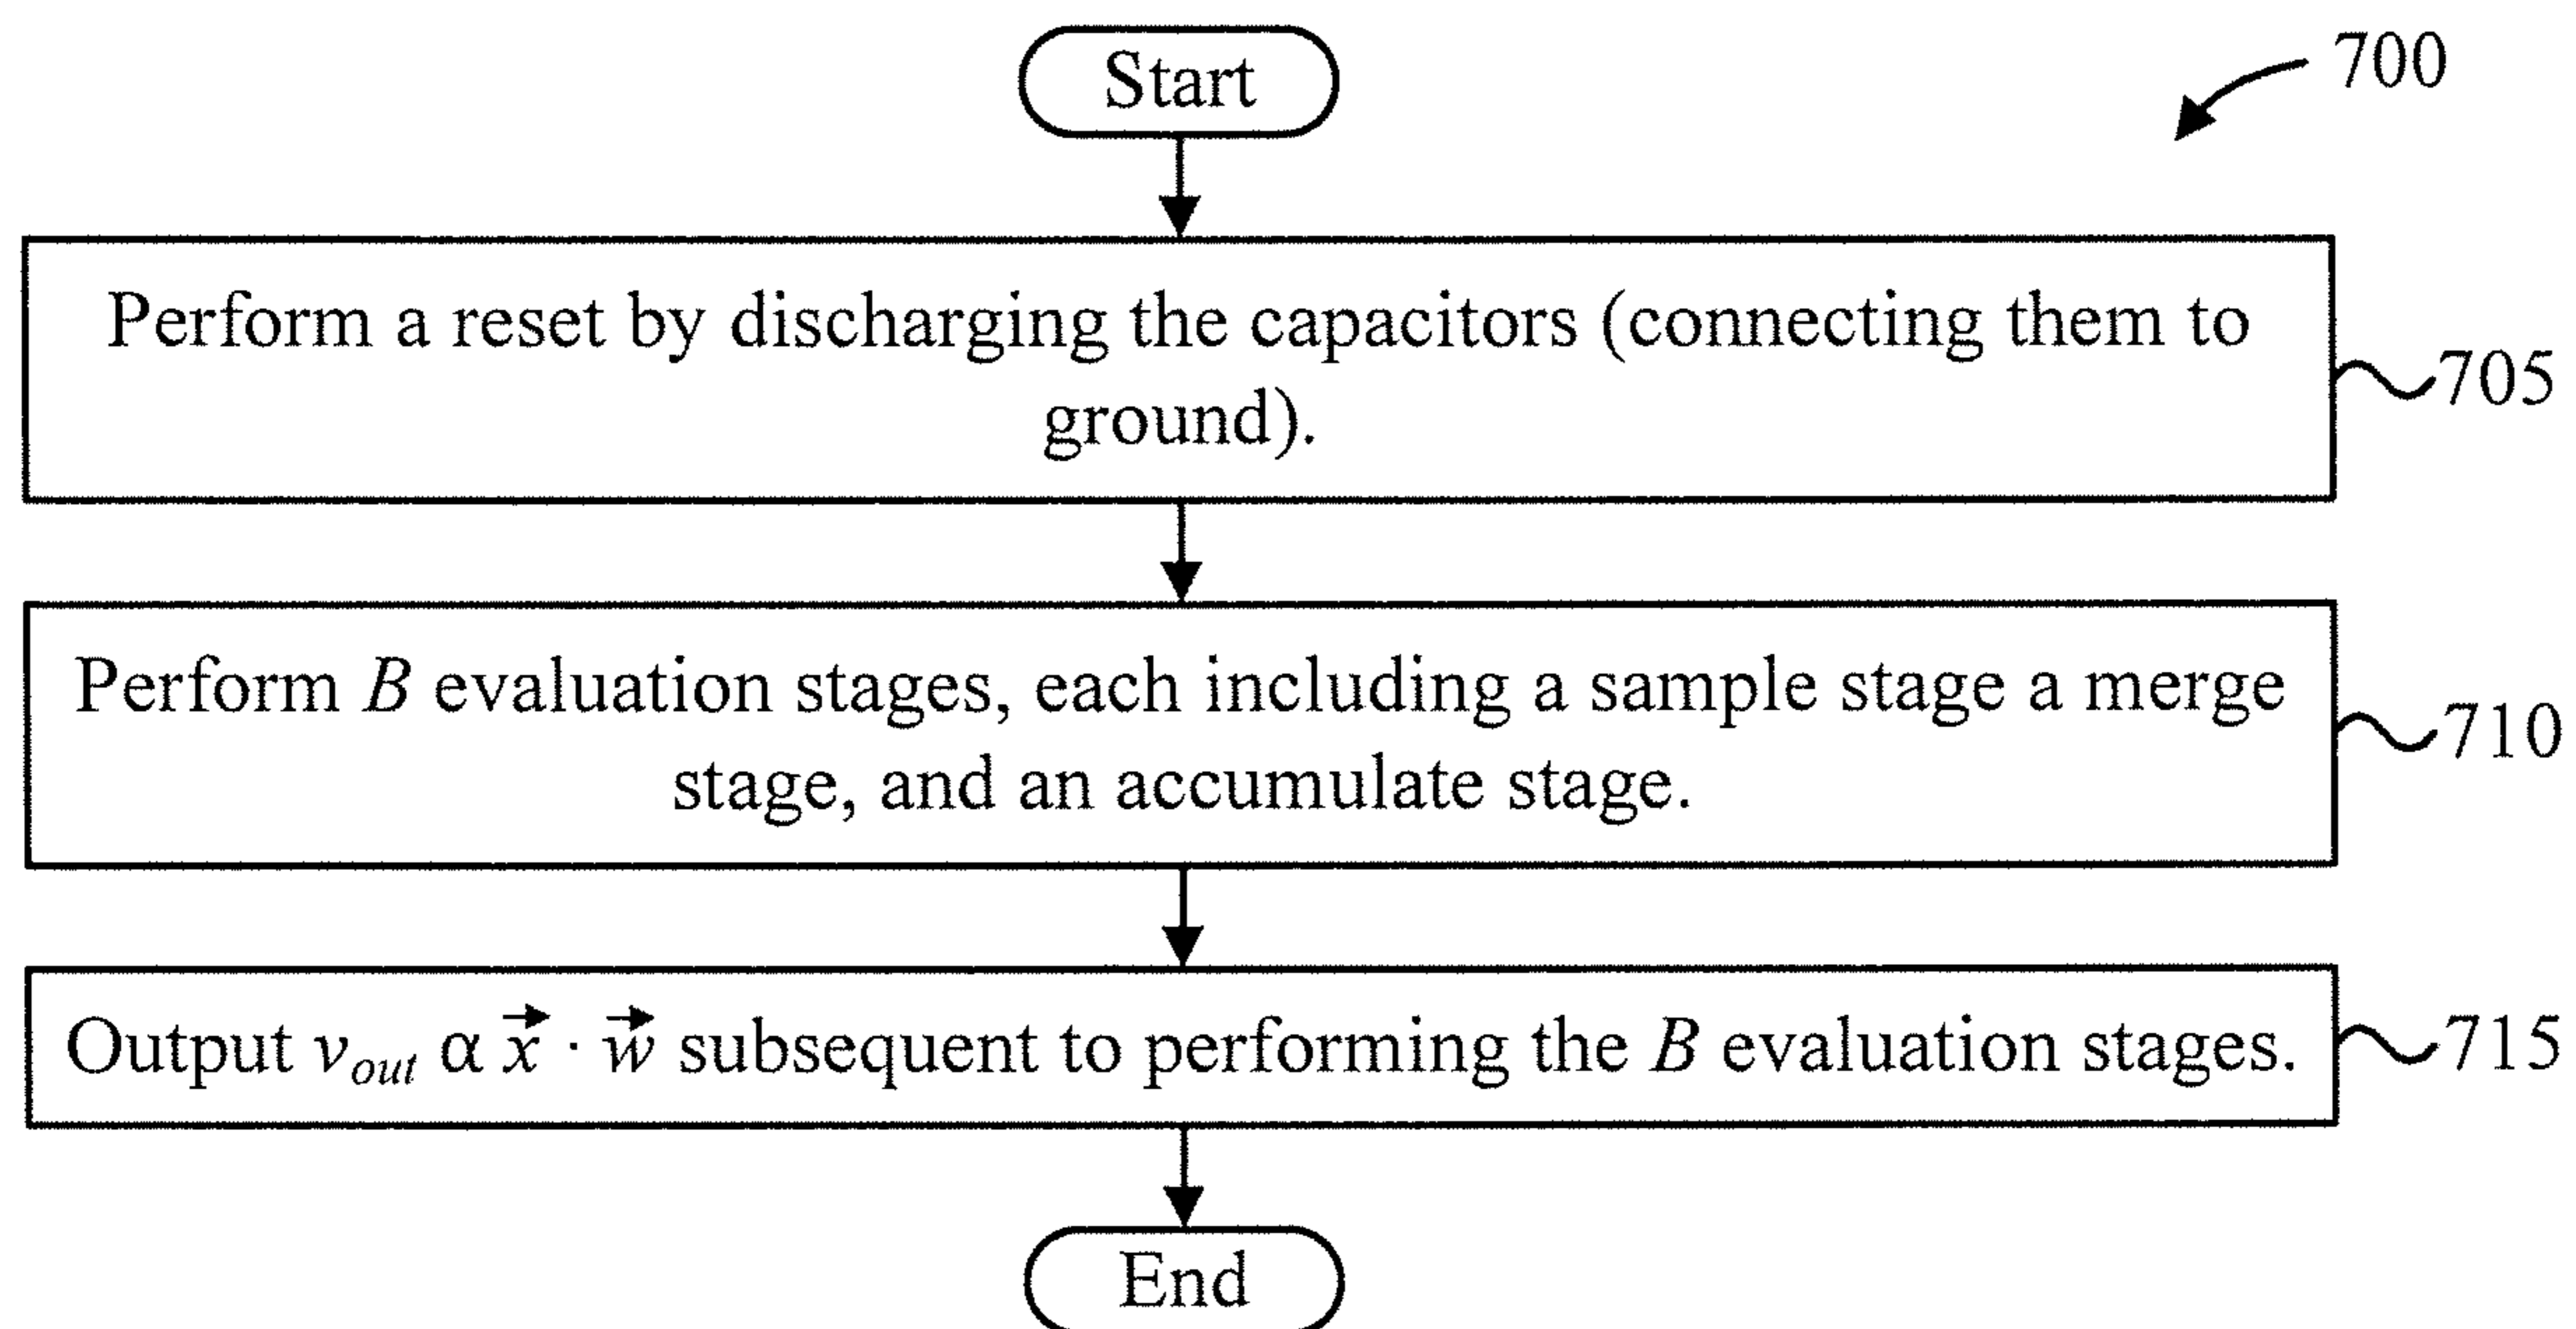 Start
700
Perform a reset by discharging the capacitors (connecting them to
ground).
705
Perform B evaluation stages, each including a sample stage a merge
stage, and an accumulate stage.
710
Output v_out α x⃗ · w⃗ subsequent to performing the B evaluation stages.
715
End